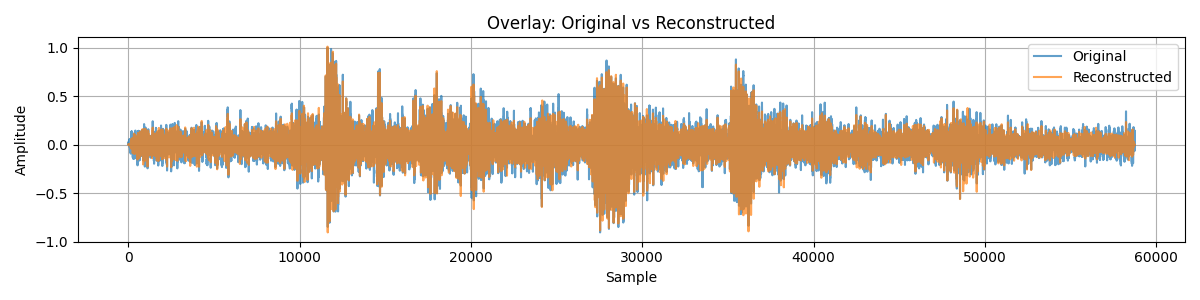 Overlay: Original vs Reconstructed
Original
Reconstructed
Amplitude
1.0
0.5
0.0
−0.5
−1.0
0
10000
20000
30000
40000
50000
60000
Sample